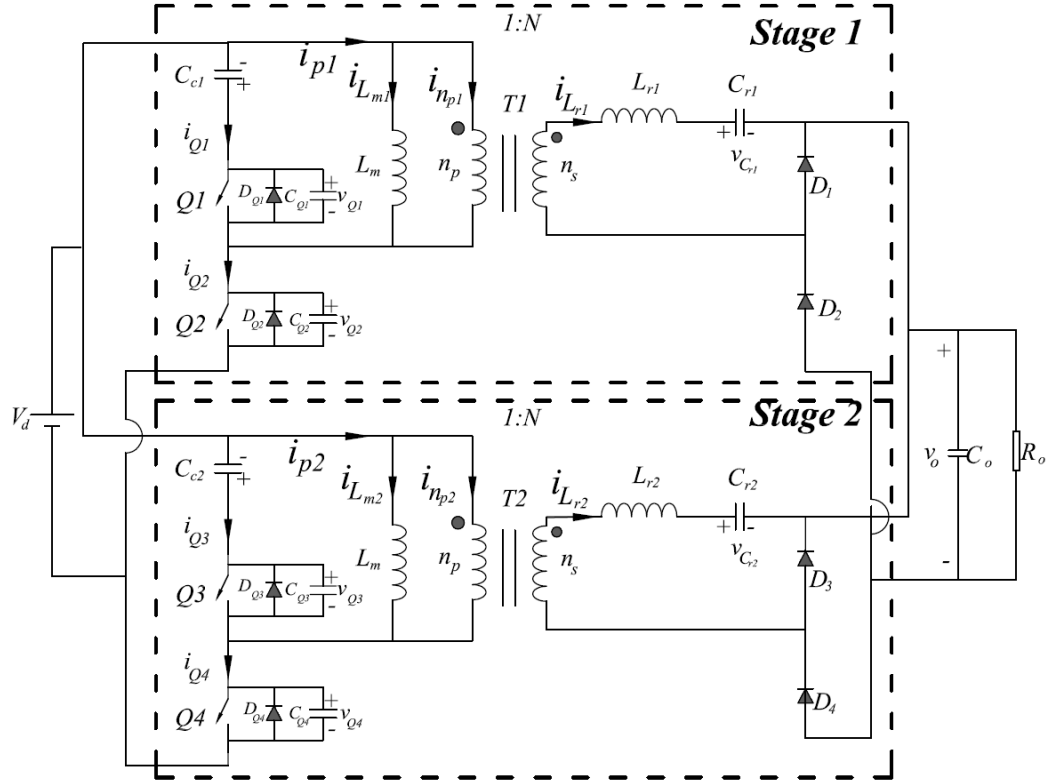 1:N
Stage 1
C_c1
-
+
i_p1
i_Lm1
i_np1
T1
i_Lr1
L_r1
C_r1
+ -
v_Cr1
i_Q1
Q1
D_Q1
C_Q1
+
v_Q1
-
L_m
n_p
n_s
D_1
i_Q2
Q2
D_Q2
C_Q2
+
v_Q2
-
D_2
V_d
1:N
Stage 2
C_c2
-
+
i_p2
i_Lm2
i_np2
T2
i_Lr2
L_r2
C_r2
+ -
v_Cr2
i_Q3
Q3
D_Q3
C_Q3
+
v_Q3
-
L_m
n_p
n_s
D_3
i_Q4
Q4
D_Q4
C_Q4
+
v_Q4
-
D_4
+
v_o
-
C_o
R_o